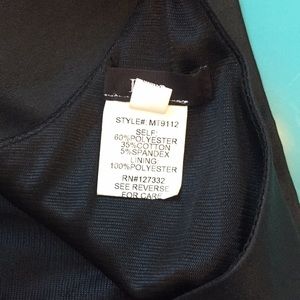 STYLE#: MT9112
SELF:
60%POLYESTER
35%COTTON
5%SPANDEX
LINING
100%POLYESTER
RN#127332
SEE REVERSE
FOR CARE